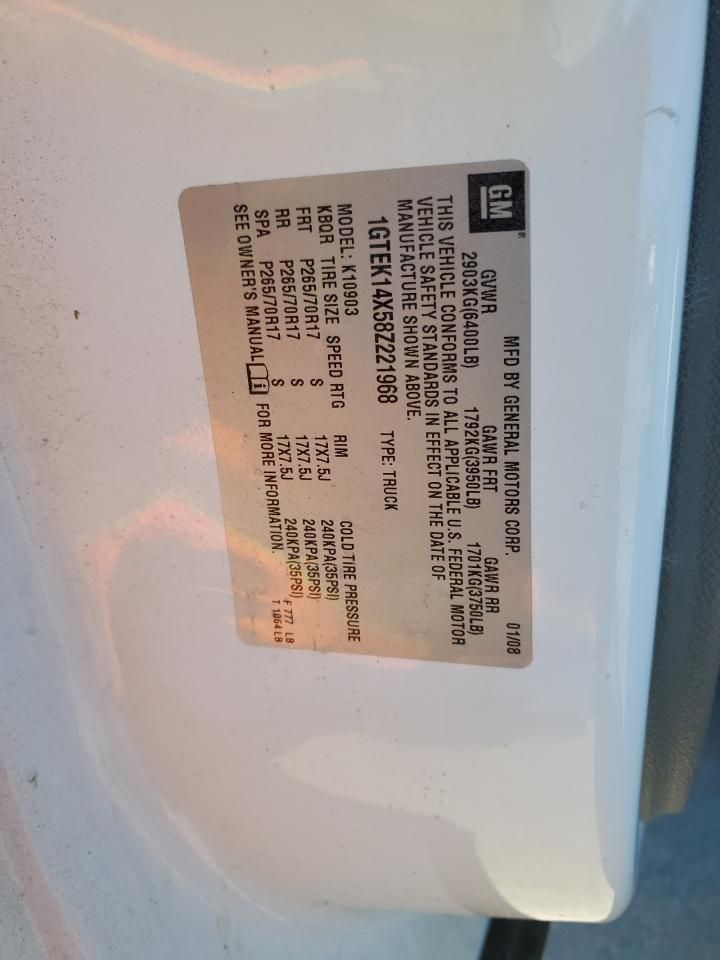 GM
MFD BY GENERAL MOTORS CORP. 01/08
GVWR GAWR FRT GAWR RR
2903KG(6400LB) 1792KG(3950LB) 1701KG(3750LB)
THIS VEHICLE CONFORMS TO ALL APPLICABLE U.S. FEDERAL MOTOR
VEHICLE SAFETY STANDARDS IN EFFECT ON THE DATE OF
MANUFACTURE SHOWN ABOVE.
1GTEK14X58Z221968 TYPE: TRUCK
MODEL: K10903
KBQR TIRE SIZE SPEED RTG RIM COLD TIRE PRESSURE
FRT P265/70R17 S 17X7.5J 240KPA(35PSI)
RR P265/70R17 S 17X7.5J 240KPA(35PSI)
SPA P265/70R17 S 17X7.5J 240KPA(35PSI)
SEE OWNER'S MANUAL i FOR MORE INFORMATION.
F 777 LB
T 1064 LB